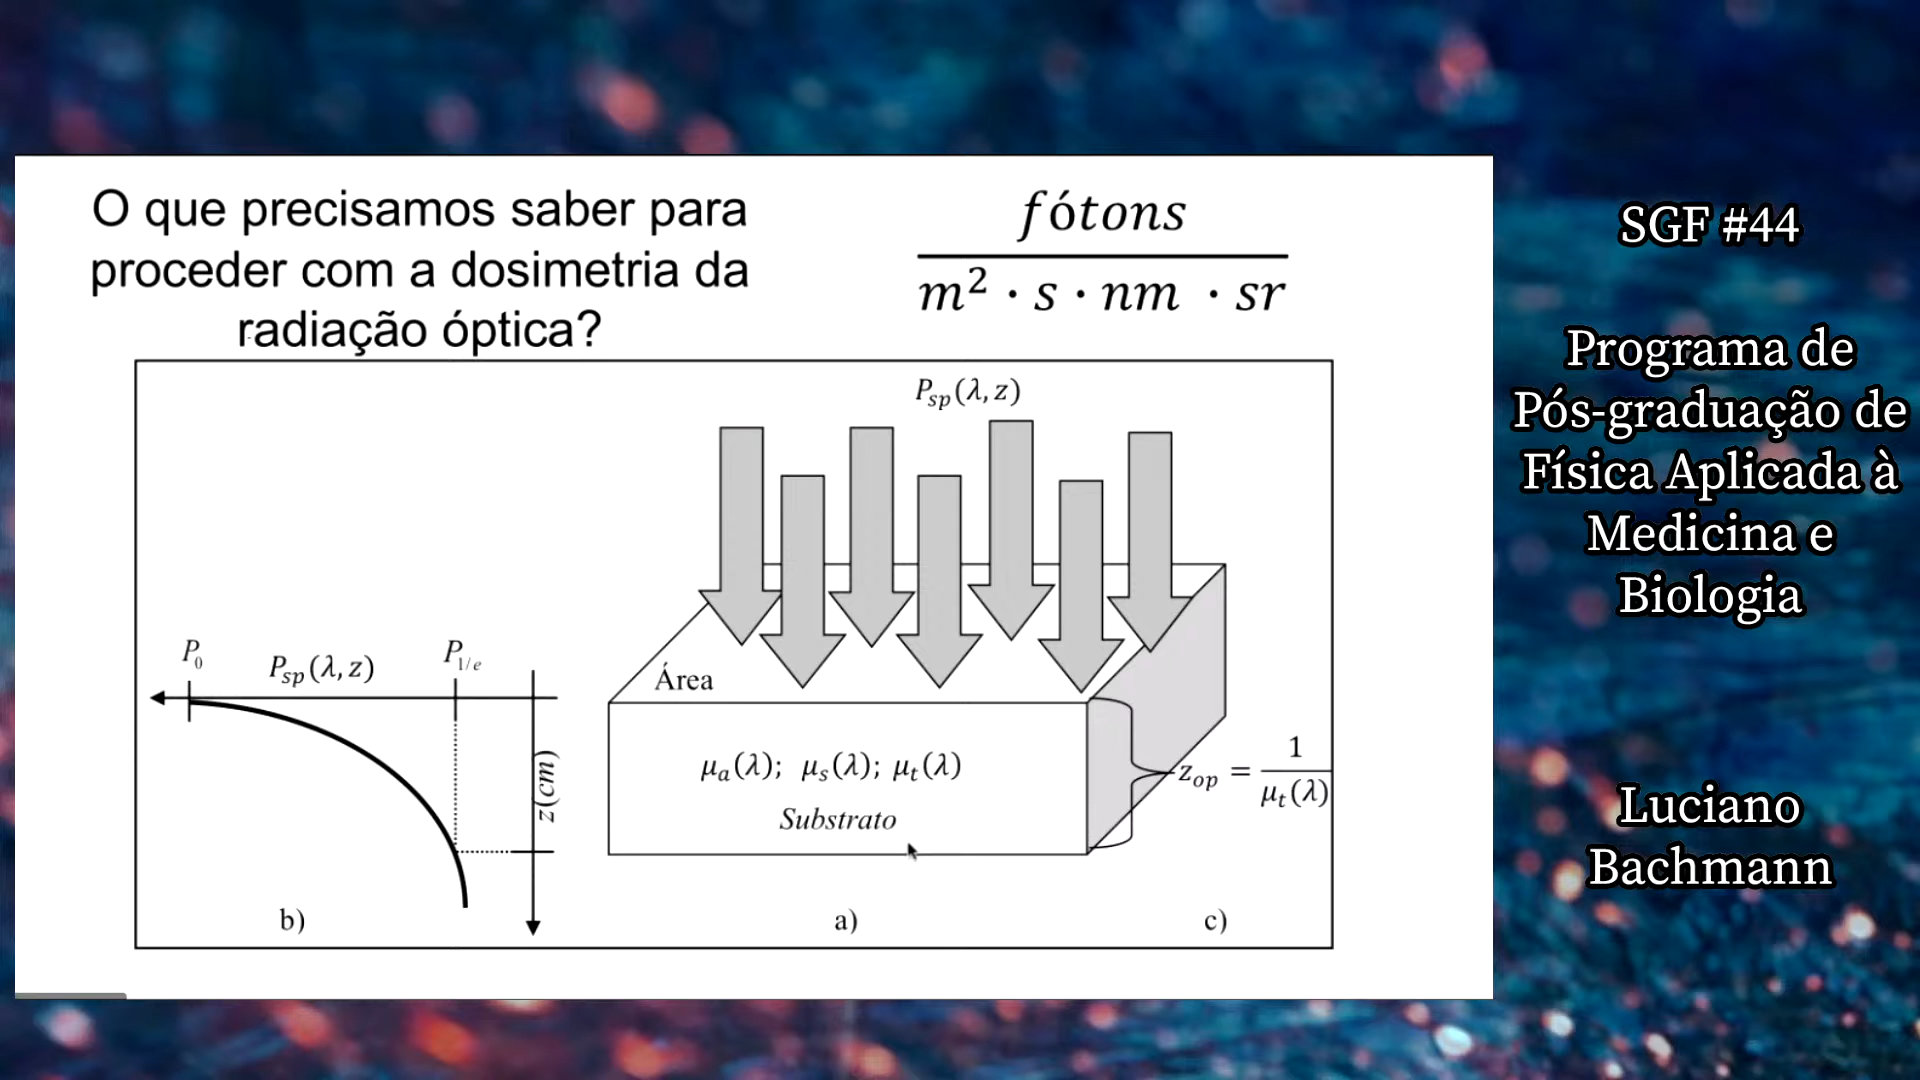 O que precisamos saber para
proceder com a dosimetria da
radiação óptica?
fótons
m² · s · nm · sr
P_sp(λ, z)
P_0
P_sp(λ, z)
P_1/e
z(cm)
Área
μ_a(λ); μ_s(λ); μ_t(λ)
Substrato
z_op = 1 / μ_t(λ)
b)
a)
c)
SGF #44
Programa de
Pós-graduação de
Física Aplicada à
Medicina e
Biologia
Luciano
Bachmann